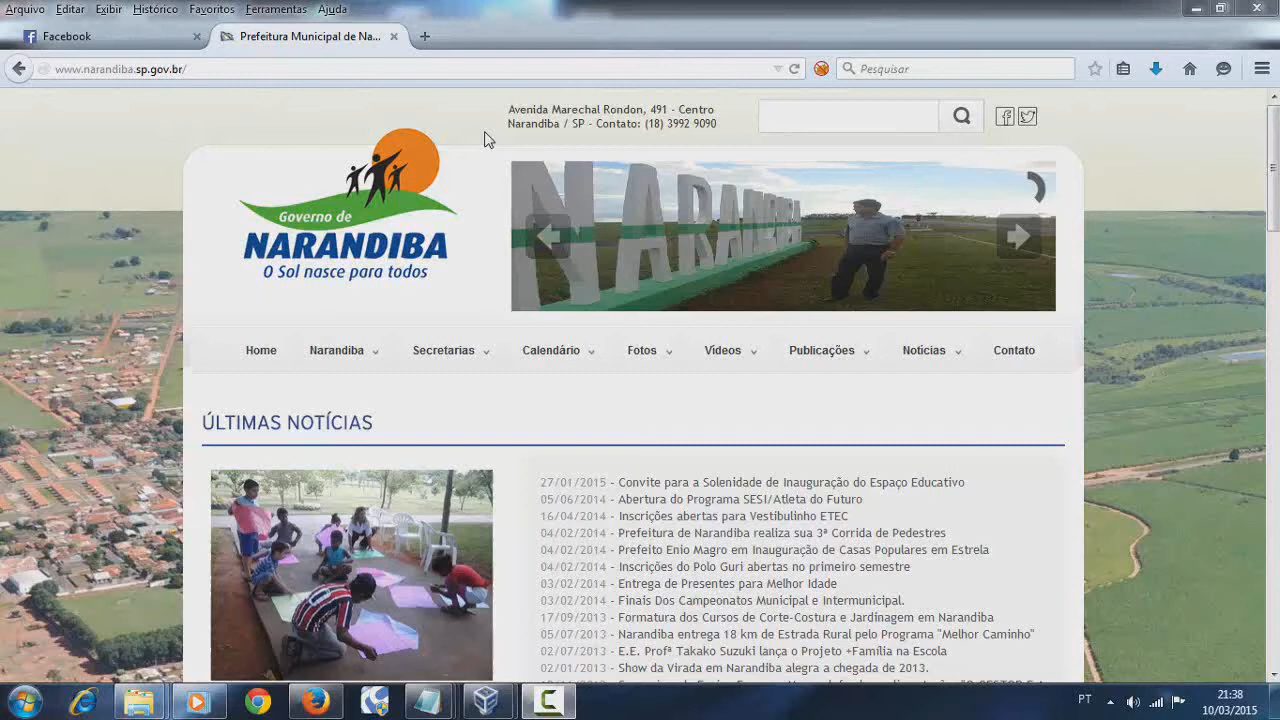 Arquivo Editar Exibir Histórico Favoritos Ferramentas Ajuda
Facebook
Prefeitura Municipal de Na...
www.narandiba.sp.gov.br/
Pesquisar
Avenida Marechal Rondon, 491 - Centro
Narandiba / SP - Contato: (18) 3992 9090
Governo de
NARANDIBA
O Sol nasce para todos
NARANDIBA
Home Narandiba Secretarias Calendário Fotos Vídeos Publicações Notícias Contato
ÚLTIMAS NOTÍCIAS
27/01/2015 - Convite para a Solenidade de Inauguração do Espaço Educativo
05/06/2014 - Abertura do Programa SESI/Atleta do Futuro
16/04/2014 - Inscrições abertas para Vestibulinho ETEC
04/02/2014 - Prefeitura de Narandiba realiza sua 3ª Corrida de Pedestres
04/02/2014 - Prefeito Enio Magro em Inauguração de Casas Populares em Estrela
04/02/2014 - Inscrições do Polo Guri abertas no primeiro semestre
03/02/2014 - Entrega de Presentes para Melhor Idade
03/02/2014 - Finais Dos Campeonatos Municipal e Intermunicipal.
17/09/2013 - Formatura dos Cursos de Corte-Costura e Jardinagem em Narandiba
05/07/2013 - Narandiba entrega 18 km de Estrada Rural pelo Programa "Melhor Caminho"
02/07/2013 - E.E. Profª Takako Suzuki lança o Projeto +Família na Escola
02/01/2013 - Show da Virada em Narandiba alegra a chegada de 2013.
PT
21:38
10/03/2015